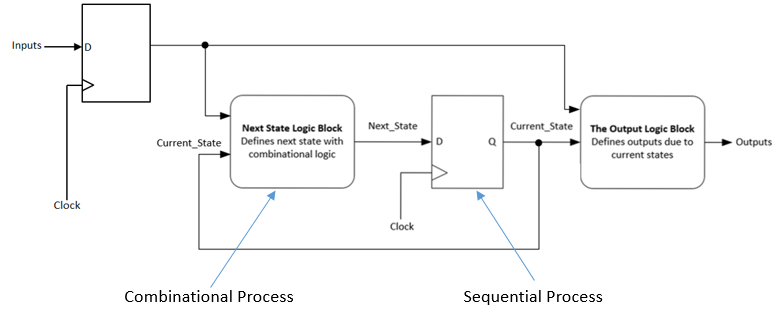 Inputs
D
Clock
Current_State
Next State Logic Block
Defines next state with
combinational logic
Next_State
D
Q
Clock
Current_State
The Output Logic Block
Defines outputs due to
current states
Outputs
Combinational Process
Sequential Process